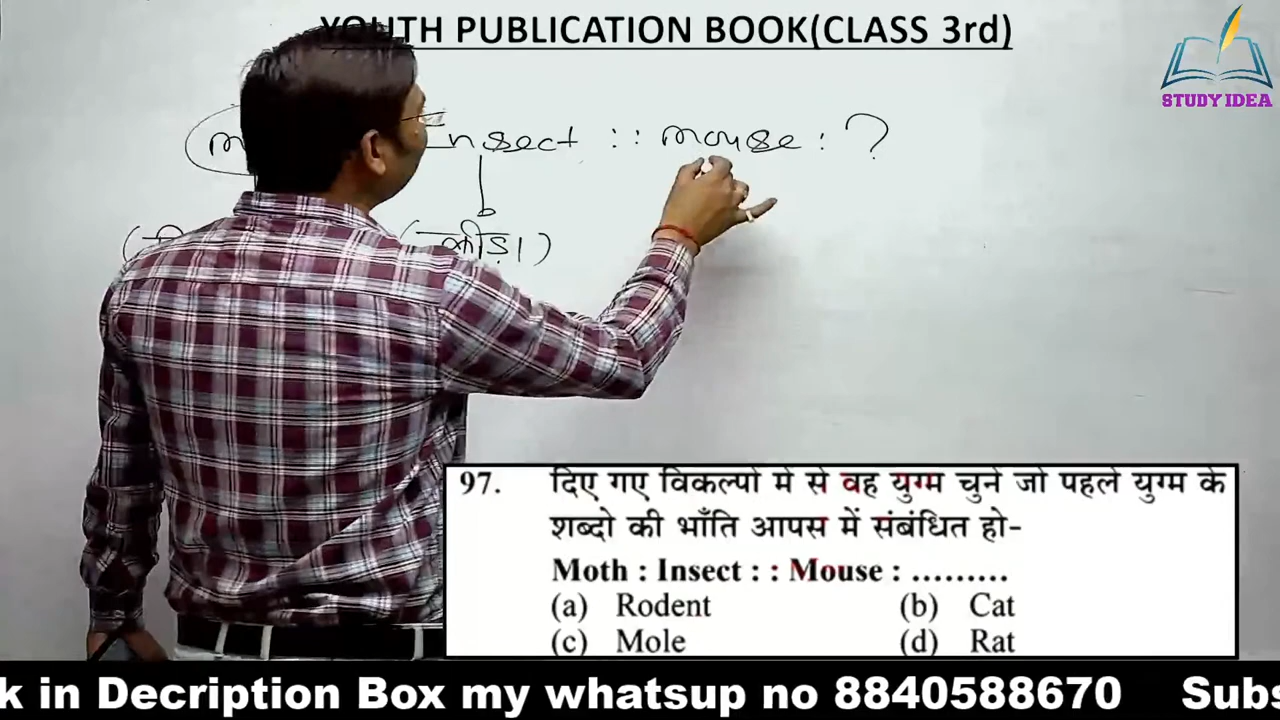 YOUTH PUBLICATION BOOK(CLASS 3rd)
STUDY IDEA
Insect :: mouse : ?
(कीड़ा)
97. दिए गए विकल्पो मे से वह युग्म चुने जो पहले युग्म के
शब्दो की भाँति आपस में संबंधित हो-
Moth : Insect : : Mouse : .........
(a) Rodent (b) Cat
(c) Mole (d) Rat
k in Decription Box my whatsup no 8840588670 Subs